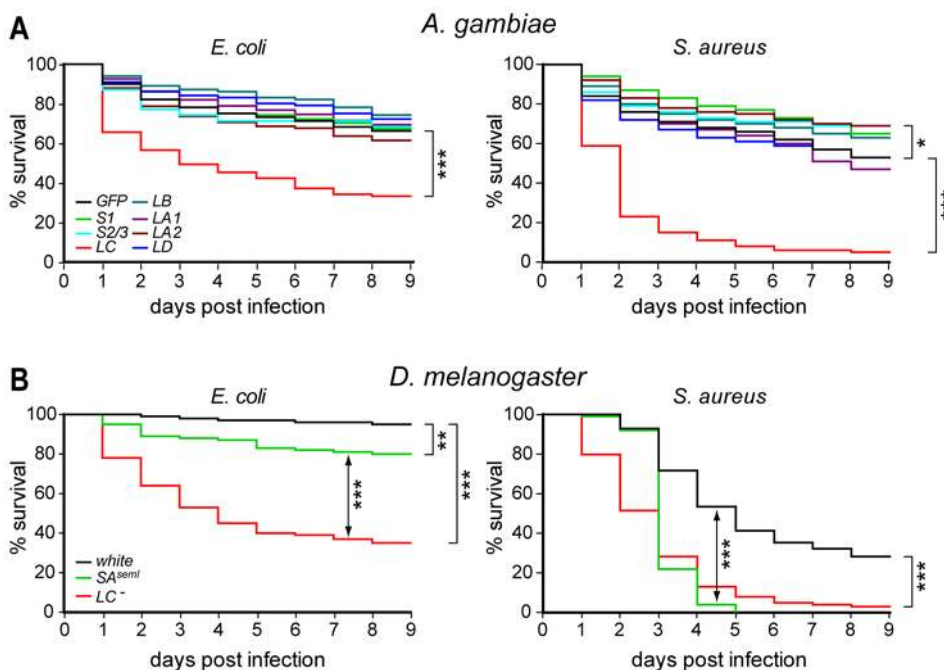 A
A. gambiae
E. coli
S. aureus
% survival
100
80
60
40
20
0
GFP
S1
S2/3
LC
LB
LA1
LA2
LD
***
0 1 2 3 4 5 6 7 8 9
days post infection
% survival
100
80
60
40
20
0
*
***
0 1 2 3 4 5 6 7 8 9
days post infection
B
D. melanogaster
E. coli
S. aureus
% survival
100
80
60
40
20
0
white
SAsemI
LC-
***
**
***
0 1 2 3 4 5 6 7 8 9
days post infection
% survival
100
80
60
40
20
0
***
***
0 1 2 3 4 5 6 7 8 9
days post infection